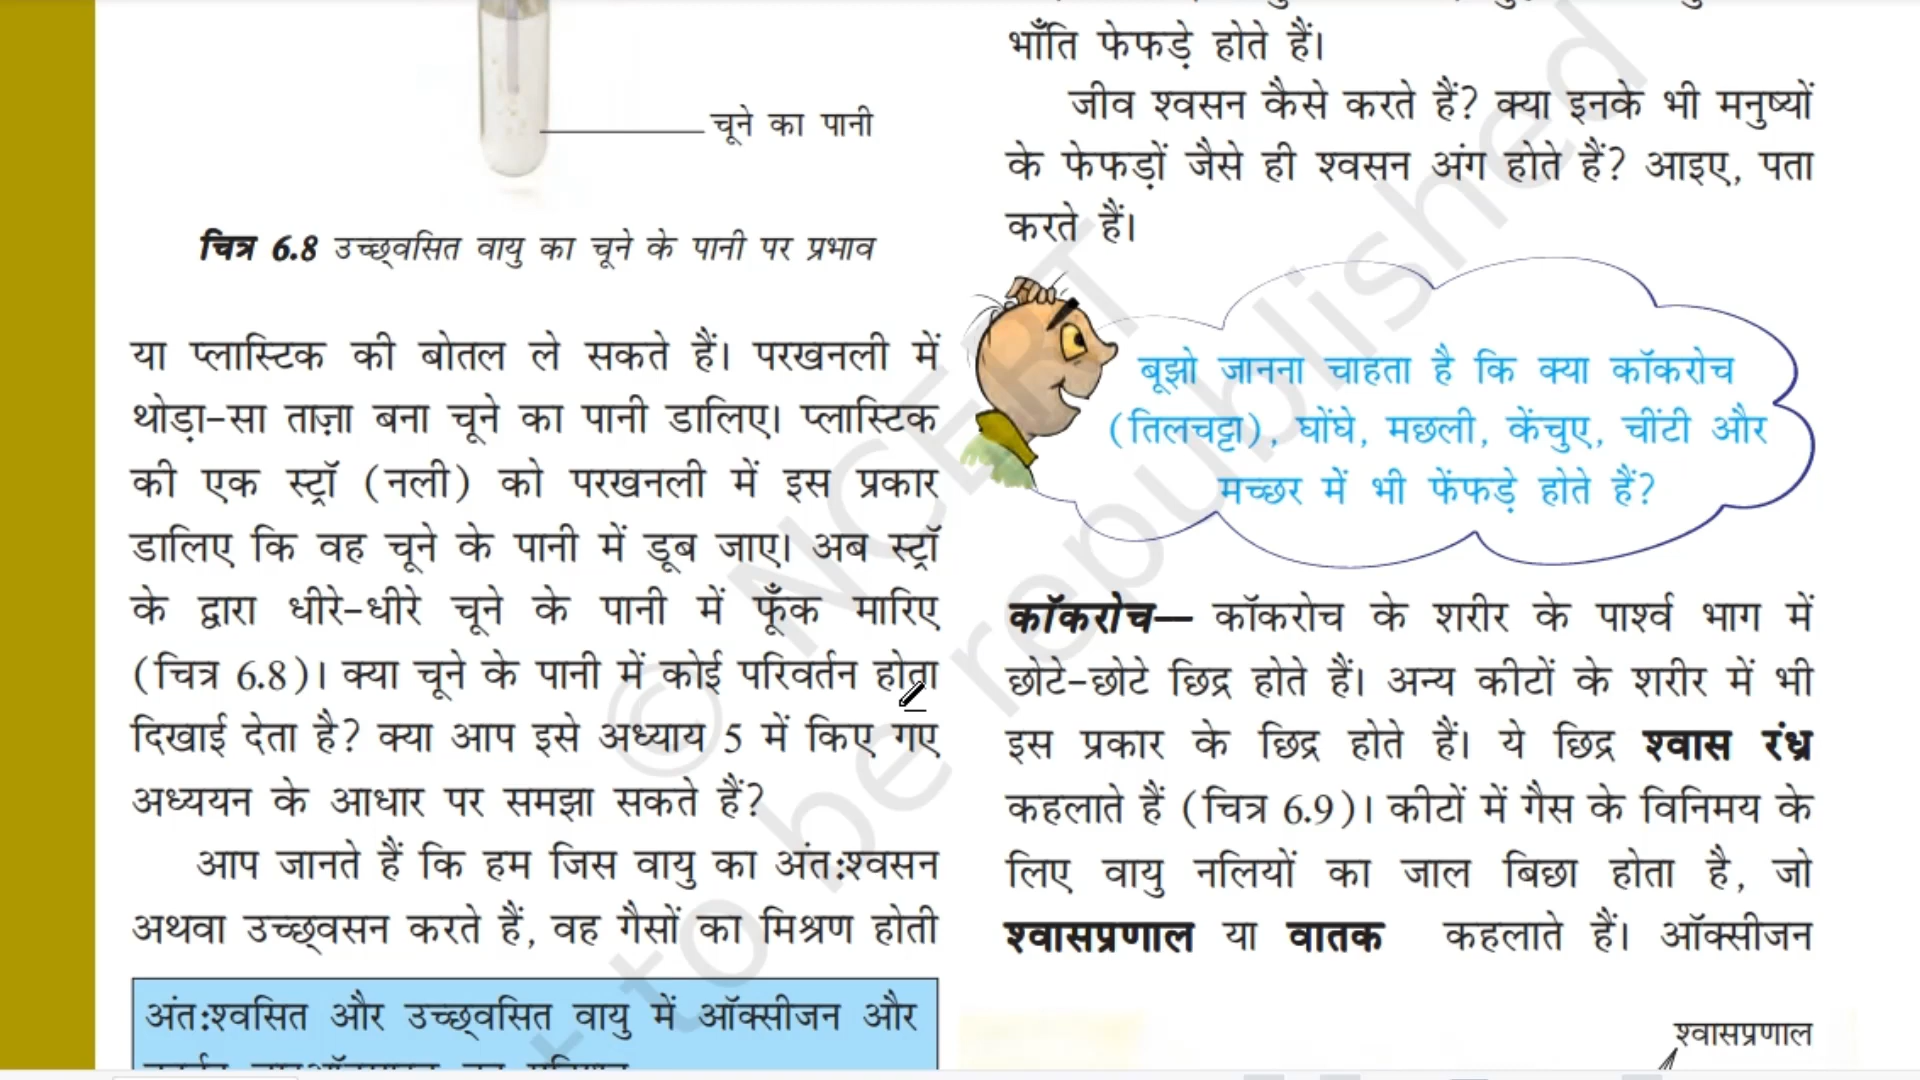 चूने का पानी
चित्र 6.8 उच्छ्वसित वायु का चूने के पानी पर प्रभाव
या प्लास्टिक की बोतल ले सकते हैं। परखनली में
थोड़ा-सा ताज़ा बना चूने का पानी डालिए। प्लास्टिक
की एक स्ट्रॉ (नली) को परखनली में इस प्रकार
डालिए कि वह चूने के पानी में डूब जाए। अब स्ट्रॉ
के द्वारा धीरे-धीरे चूने के पानी में फूँक मारिए
(चित्र 6.8)। क्या चूने के पानी में कोई परिवर्तन होता
दिखाई देता है? क्या आप इसे अध्याय 5 में किए गए
अध्ययन के आधार पर समझा सकते हैं?
आप जानते हैं कि हम जिस वायु का अंत:श्वसन
अथवा उच्छ्वसन करते हैं, वह गैसों का मिश्रण होती
अंत:श्वसित और उच्छ्वसित वायु में ऑक्सीजन और
भाँति फेफड़े होते हैं।
जीव श्वसन कैसे करते हैं? क्या इनके भी मनुष्यों
के फेफड़ों जैसे ही श्वसन अंग होते हैं? आइए, पता
करते हैं।
बूझो जानना चाहता है कि क्या कॉकरोच
(तिलचट्टा), घोंघे, मछली, केंचुए, चींटी और
मच्छर में भी फेंफड़े होते हैं?
कॉकरोच— कॉकरोच के शरीर के पार्श्व भाग में
छोटे-छोटे छिद्र होते हैं। अन्य कीटों के शरीर में भी
इस प्रकार के छिद्र होते हैं। ये छिद्र श्वास रंध्र
कहलाते हैं (चित्र 6.9)। कीटों में गैस के विनिमय के
लिए वायु नलियों का जाल बिछा होता है, जो
श्वासप्रणाल या वातक कहलाते हैं। ऑक्सीजन
श्वासप्रणाल
© NCERT
to be republished